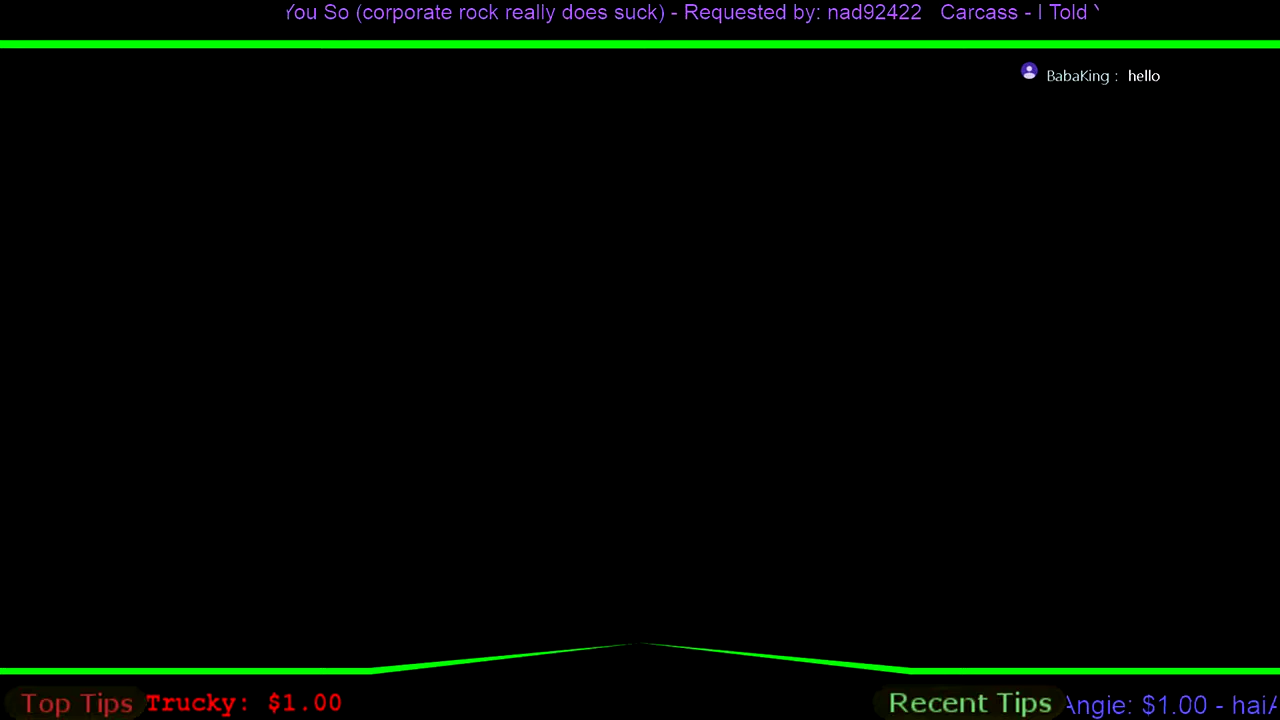 You So (corporate rock really does suck) - Requested by: nad92422 Carcass - I Told
BabaKing : hello
Top Tips Trucky: $1.00
Recent Tips Angie: $1.00 - hai